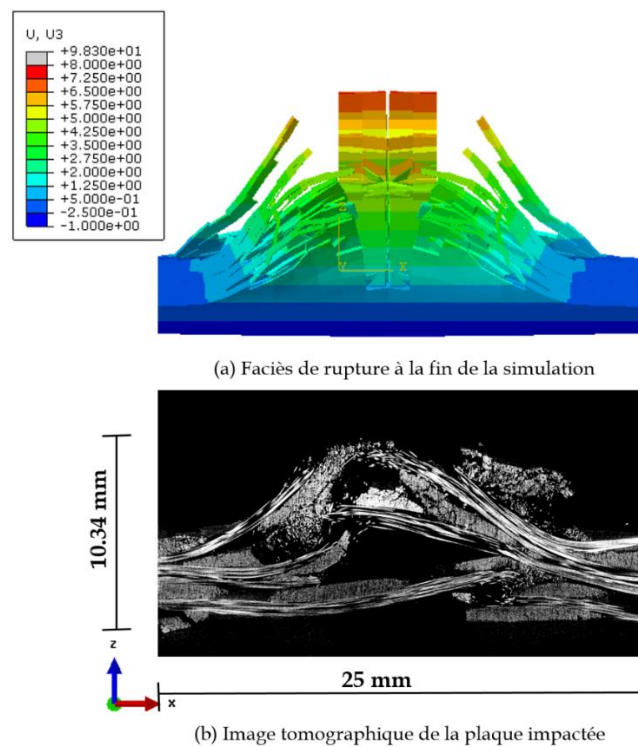 U, U3
+9.830e+01
+8.000e+00
+7.250e+00
+6.500e+00
+5.750e+00
+5.000e+00
+4.250e+00
+3.500e+00
+2.750e+00
+2.000e+00
+1.250e+00
+5.000e-01
-2.500e-01
-1.000e+00
Z
Y
X
(a) Faciès de rupture à la fin de la simulation
10.34 mm
z
x
25 mm
(b) Image tomographique de la plaque impactée